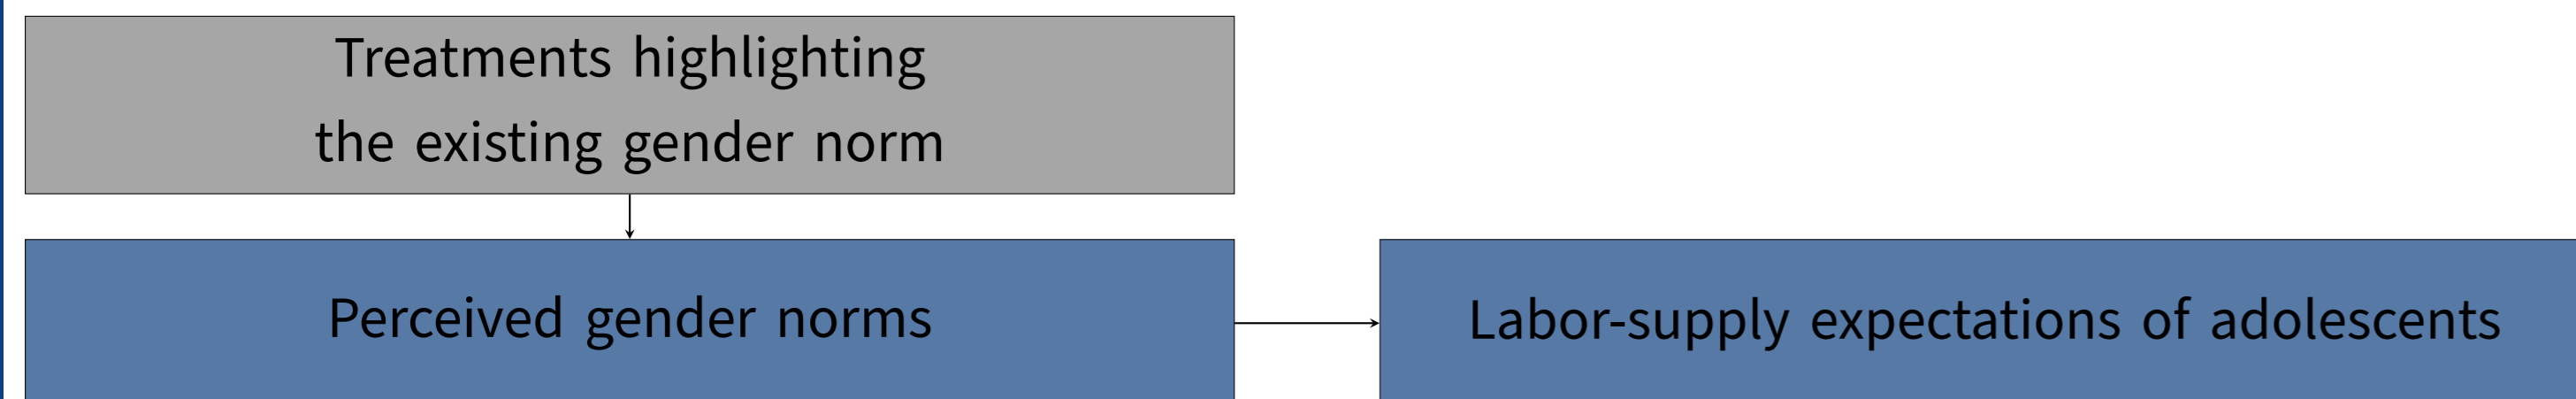 Treatments highlighting
the existing gender norm
Perceived gender norms
Labor-supply expectations of adolescents